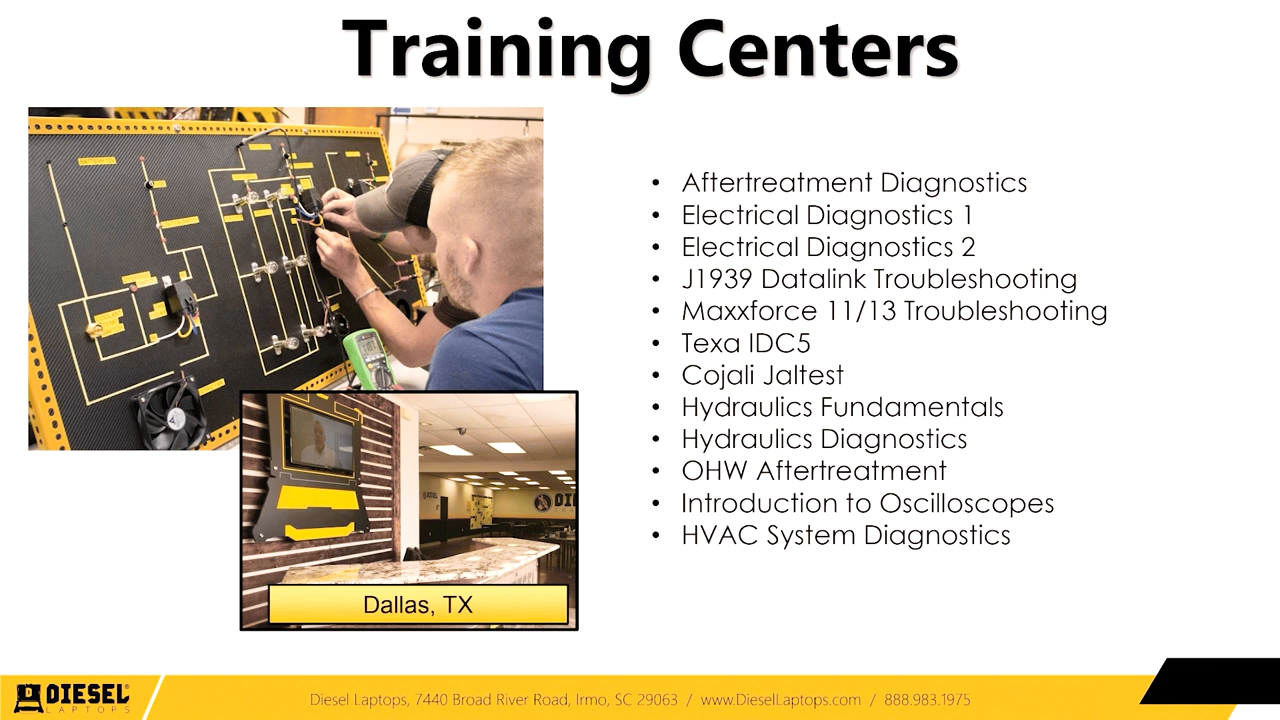 Training Centers
• Aftertreatment Diagnostics
• Electrical Diagnostics 1
• Electrical Diagnostics 2
• J1939 Datalink Troubleshooting
• Maxxforce 11/13 Troubleshooting
• Texa IDC5
• Cojali Jaltest
• Hydraulics Fundamentals
• Hydraulics Diagnostics
• OHW Aftertreatment
• Introduction to Oscilloscopes
• HVAC System Diagnostics
Dallas, TX
DIESEL
LAPTOPS
Diesel Laptops, 7440 Broad River Road, Irmo, SC 29063 / www.DieselLaptops.com / 888.983.1975